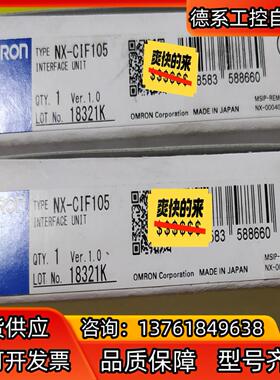 德系工控自
RON
TYPE NX-CIF105
INTERFACE UNIT
爽快的来
$$$$$$
8583 588660
QTY. 1 Ver.1.0
LOT No. 18321K
OMRON Corporation MADE IN JAPAN
TYPE NX-CIF105
INTERFACE UNIT
爽快的来
$$$$$$
583 588660
QTY. 1 Ver.1.0
LOT No. 18321K
OMRON Corporation MADE IN JAPAN
货供应 咨询：13761849638
可开发票 品质保障 型号齐